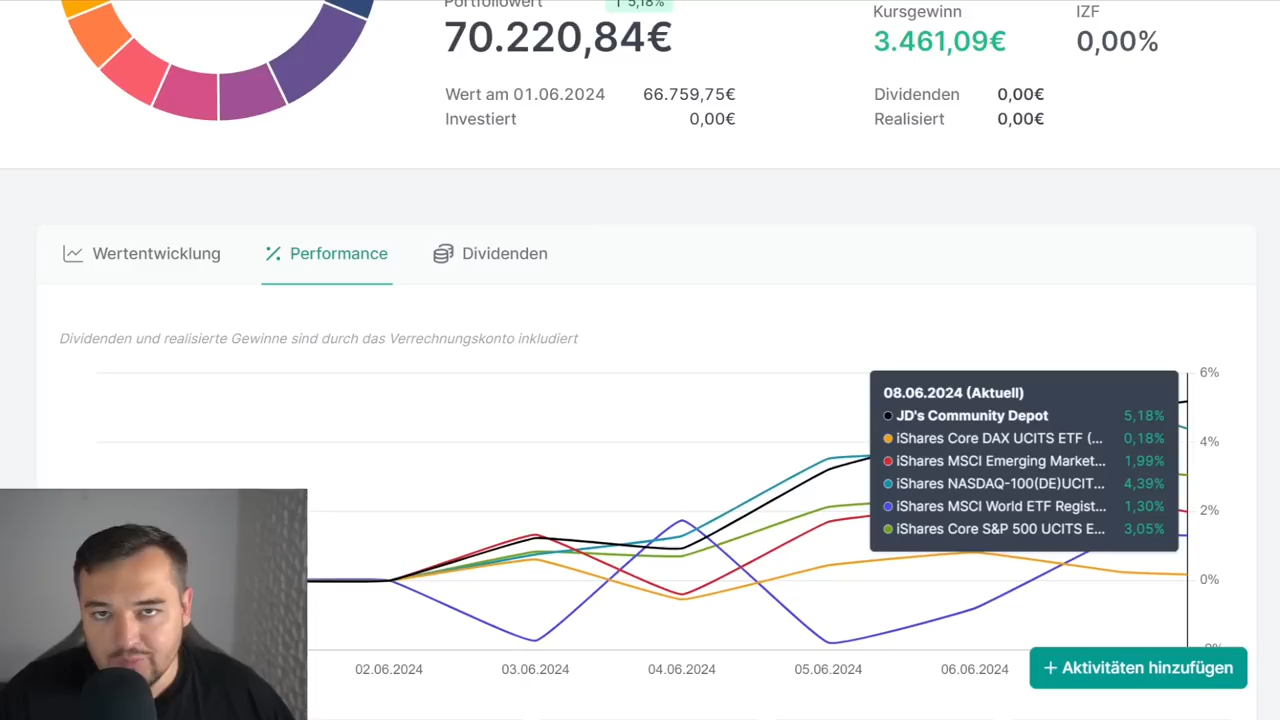 Portfoliowert
↑ 5,18%
Kursgewinn
IZF
70.220,84€
3.461,09€
0,00%
Wert am 01.06.2024 66.759,75€
Dividenden 0,00€
Investiert 0,00€
Realisiert 0,00€
Wertentwicklung
Performance
Dividenden
Dividenden und realisierte Gewinne sind durch das Verrechnungskonto inkludiert
6%
4%
2%
0%
08.06.2024 (Aktuell)
JD's Community Depot 5,18%
iShares Core DAX UCITS ETF (... 0,18%
iShares MSCI Emerging Market... 1,99%
iShares NASDAQ-100(DE)UCIT... 4,39%
iShares MSCI World ETF Regist... 1,30%
iShares Core S&P 500 UCITS E... 3,05%
02.06.2024
03.06.2024
04.06.2024
05.06.2024
06.06.2024
+ Aktivitäten hinzufügen